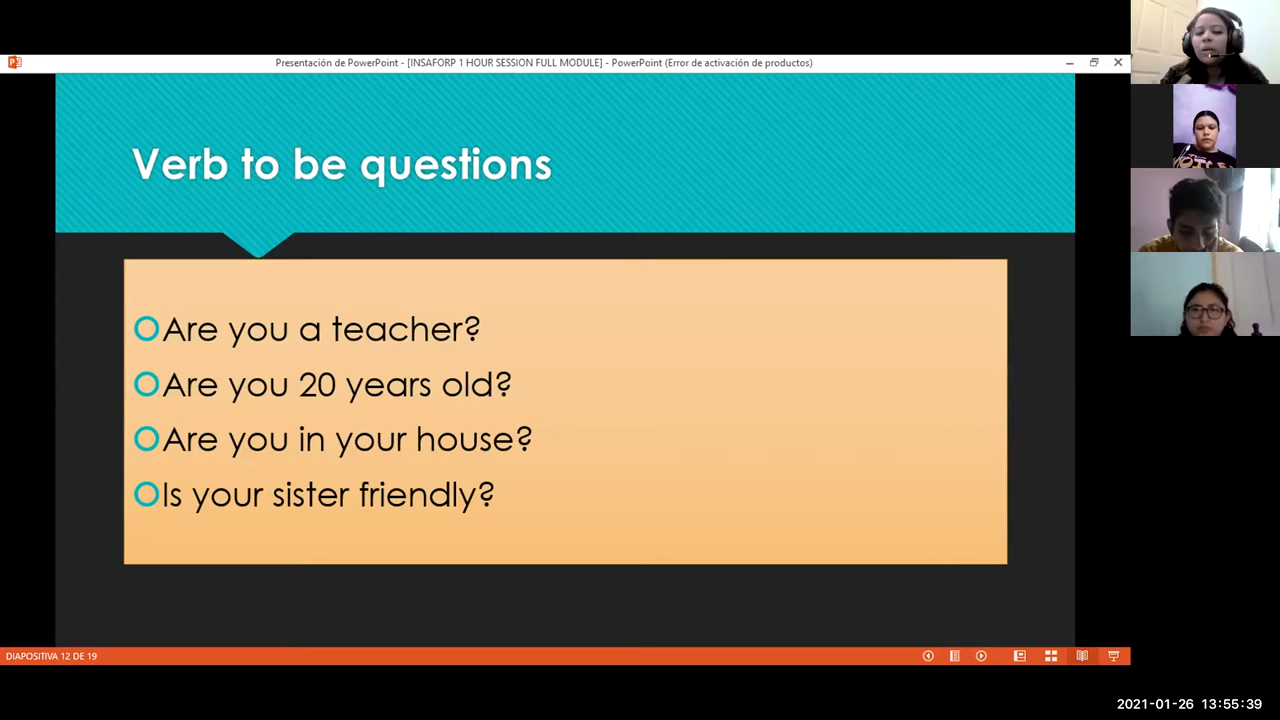 Presentación de PowerPoint - [INSAFORP 1 HOUR SESSION FULL MODULE] - PowerPoint (Error de activación de productos)
Verb to be questions
Are you a teacher?
Are you 20 years old?
Are you in your house?
Is your sister friendly?
DIAPOSITIVA 12 DE 19
2021-01-26 13:55:39